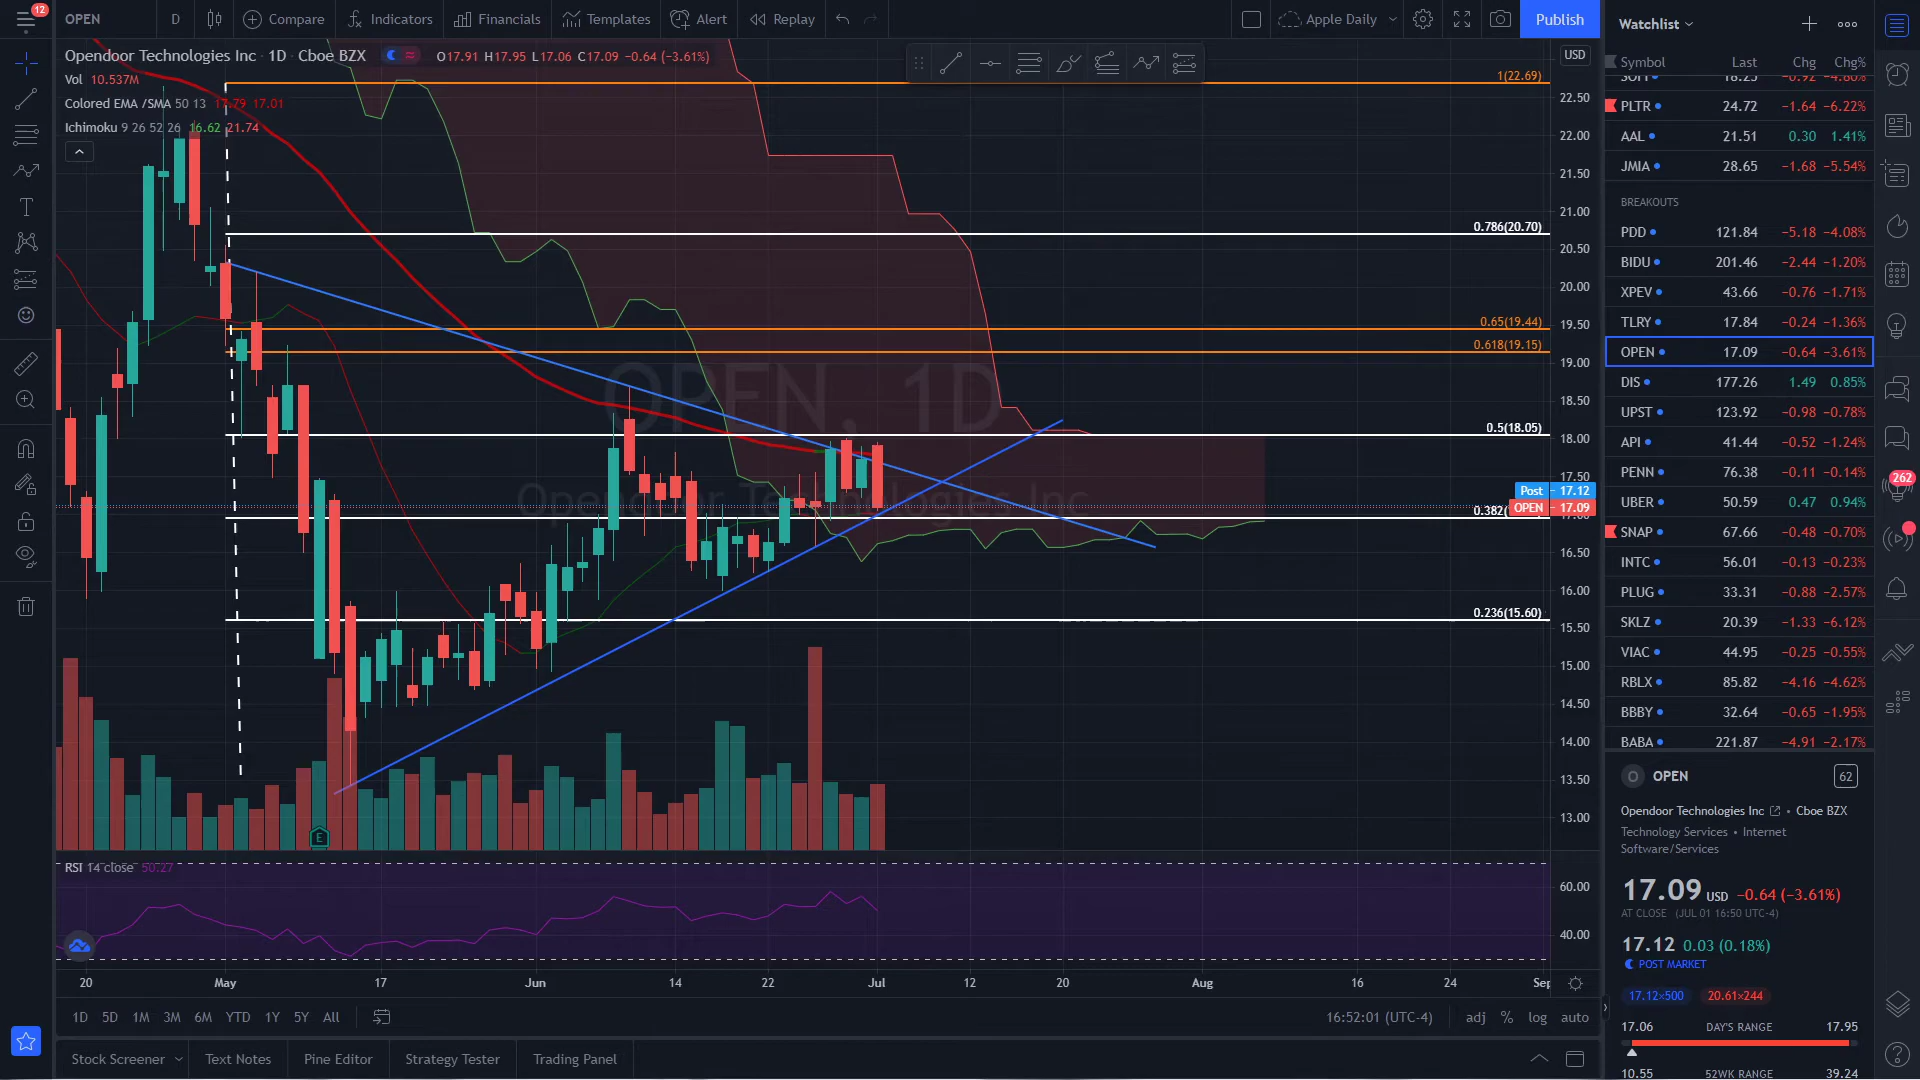 12
OPEN D Compare Indicators Financials Templates Alert Replay Apple Daily Publish
Opendoor Technologies Inc · 1D · Cboe BZX O17.91 H17.95 L17.06 C17.09 −0.64 (−3.61%)
USD
Vol 10.537M
Colored EMA /SMA 50 13 17.79 17.01
Ichimoku 9 26 52 26 16.62 21.74
1(22.69)
0.786(20.70)
0.65(19.44)
0.618(19.15)
0.5(18.05)
0.382(
0.236(15.60)
OPEN, 1D
Opendoor Technologies Inc
22.50
22.00
21.50
21.00
20.50
20.00
19.50
19.00
18.50
18.00
17.50
Post 17.12
OPEN 17.09
16.50
16.00
15.50
15.00
14.50
14.00
13.50
13.00
E
RSI 14 close 50.27
60.00
40.00
20 May 17 Jun 14 22 Jul 12 20 Aug 16 24 Sep
1D 5D 1M 3M 6M YTD 1Y 5Y All 16:52:01 (UTC-4) adj % log auto
Stock Screener Text Notes Pine Editor Strategy Tester Trading Panel
Watchlist
Symbol Last Chg Chg%
SOFI 18.25 −0.92 −4.80%
PLTR 24.72 −1.64 −6.22%
AAL 21.51 0.30 1.41%
JMIA 28.65 −1.68 −5.54%
BREAKOUTS
PDD 121.84 −5.18 −4.08%
BIDU 201.46 −2.44 −1.20%
XPEV 43.66 −0.76 −1.71%
TLRY 17.84 −0.24 −1.36%
OPEN 17.09 −0.64 −3.61%
DIS 177.26 1.49 0.85%
UPST 123.92 −0.98 −0.78%
API 41.44 −0.52 −1.24%
PENN 76.38 −0.11 −0.14%
UBER 50.59 0.47 0.94%
SNAP 67.66 −0.48 −0.70%
INTC 56.01 −0.13 −0.23%
PLUG 33.31 −0.88 −2.57%
SKLZ 20.39 −1.33 −6.12%
VIAC 44.95 −0.25 −0.55%
RBLX 85.82 −4.16 −4.62%
BBBY 32.64 −0.65 −1.95%
BABA 221.87 −4.91 −2.17%
262
O OPEN 62
Opendoor Technologies Inc • Cboe BZX
Technology Services • Internet
Software/Services
17.09 USD −0.64 (−3.61%)
AT CLOSE (JUL 01 16:50 UTC-4)
17.12 0.03 (0.18%)
POST MARKET
17.12×500 20.61×244
17.06 DAY'S RANGE 17.95
10.55 52WK RANGE 39.24